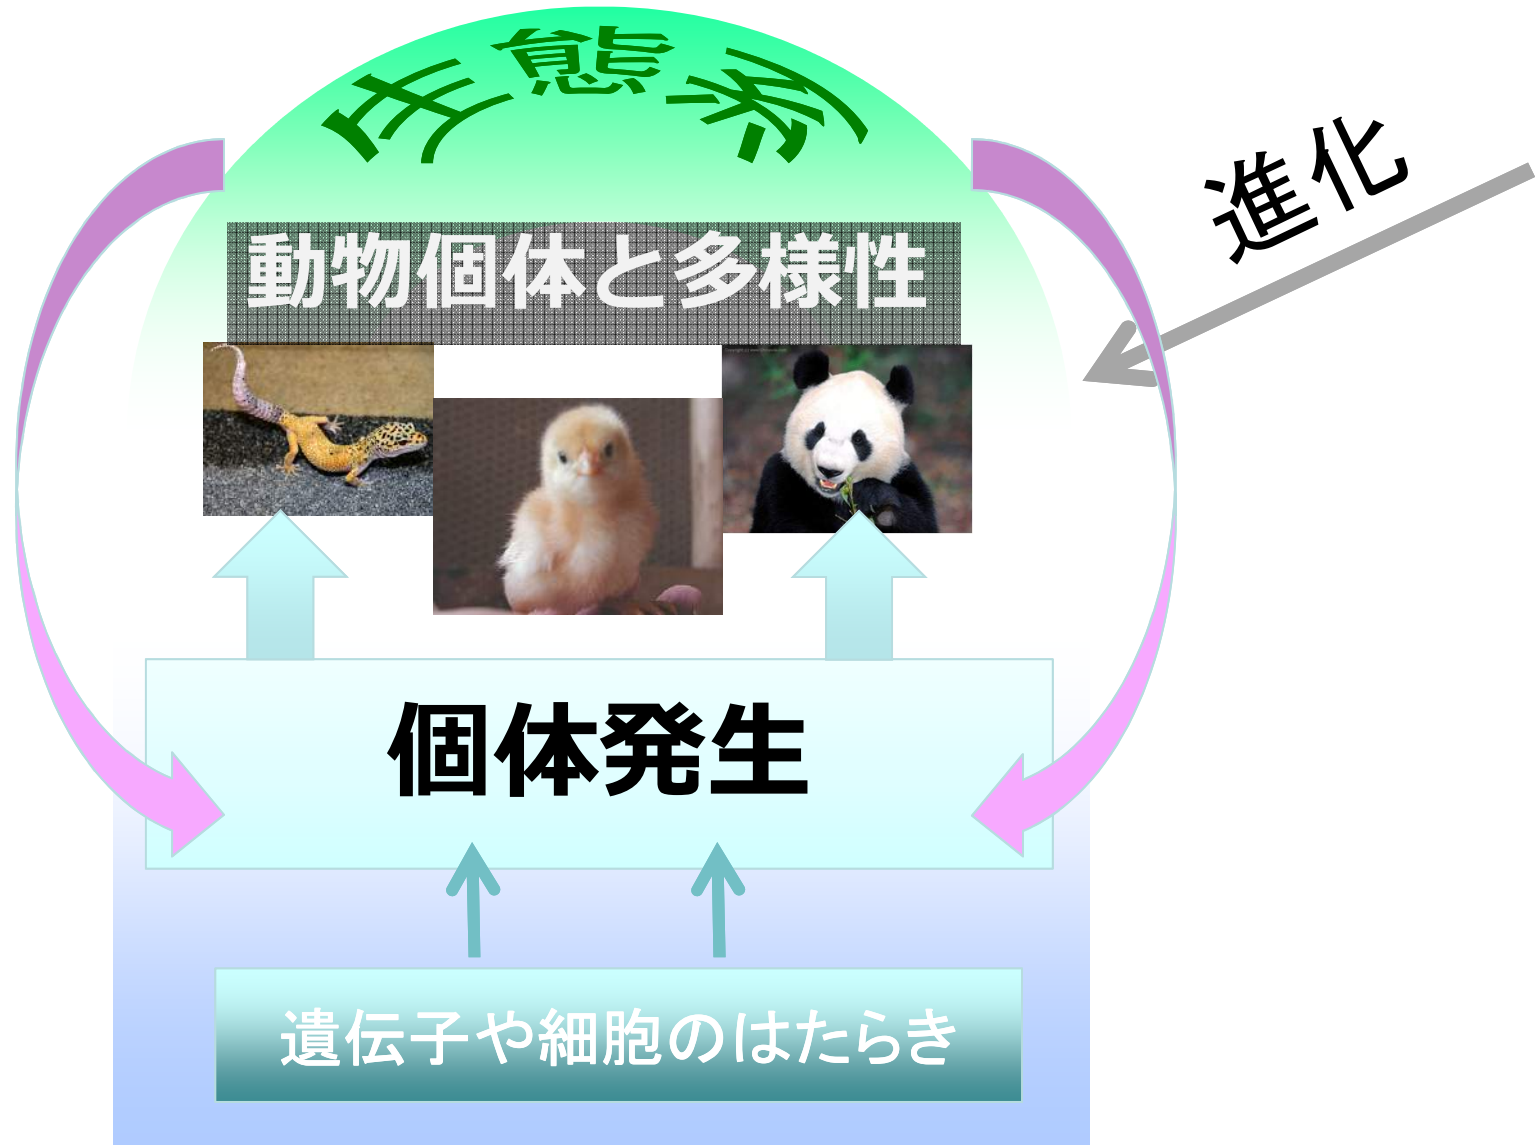 生態系
進化
動物個体と多様性
個体発生
遺伝子や細胞のはたらき